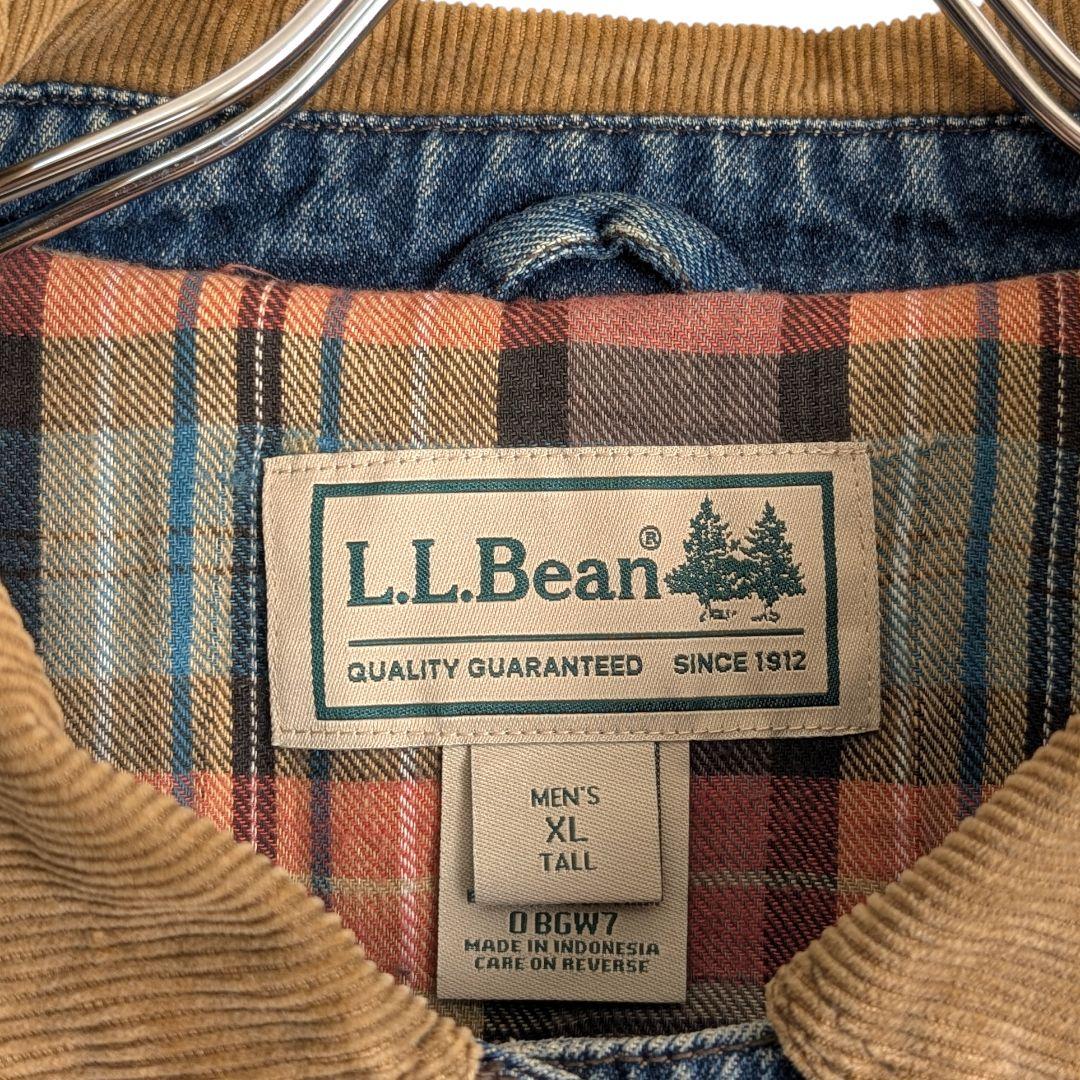 L.L.Bean®
QUALITY GUARANTEED SINCE 1912
MEN'S
XL
TALL
0BGW7
MADE IN INDONESIA
CARE ON REVERSE